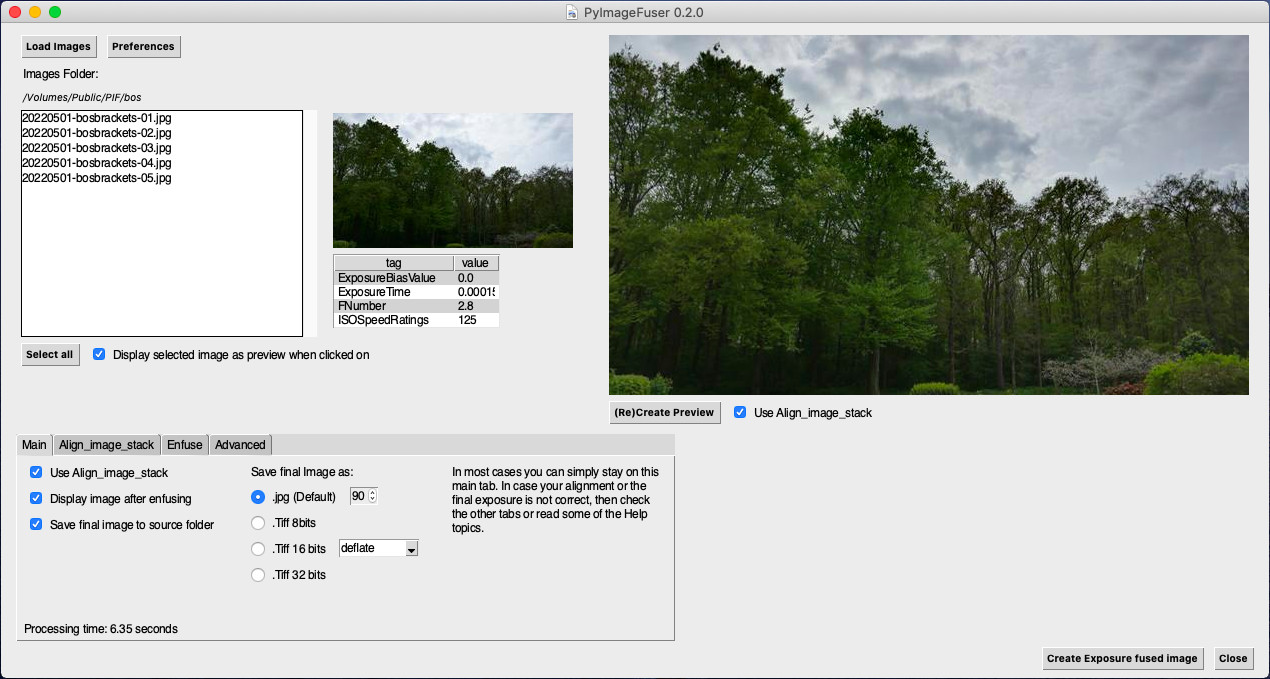 PyImageFuser 0.2.0
Load Images
Preferences
Images Folder:
/Volumes/Public/PIF/bos
20220501-bosbrackets-01.jpg
20220501-bosbrackets-02.jpg
20220501-bosbrackets-03.jpg
20220501-bosbrackets-04.jpg
20220501-bosbrackets-05.jpg
tag value
ExposureBiasValue 0.0
ExposureTime 0.00015
FNumber 2.8
ISOSpeedRatings 125
Select all
Display selected image as preview when clicked on
(Re)Create Preview
Use Align_image_stack
Main Align_image_stack Enfuse Advanced
Use Align_image_stack
Display image after enfusing
Save final image to source folder
Save final Image as:
.jpg (Default) 90
.Tiff 8bits
.Tiff 16 bits deflate
.Tiff 32 bits
In most cases you can simply stay on this
main tab. In case your alignment or the
final exposure is not correct, then check
the other tabs or read some of the Help
topics.
Processing time: 6.35 seconds
Create Exposure fused image
Close